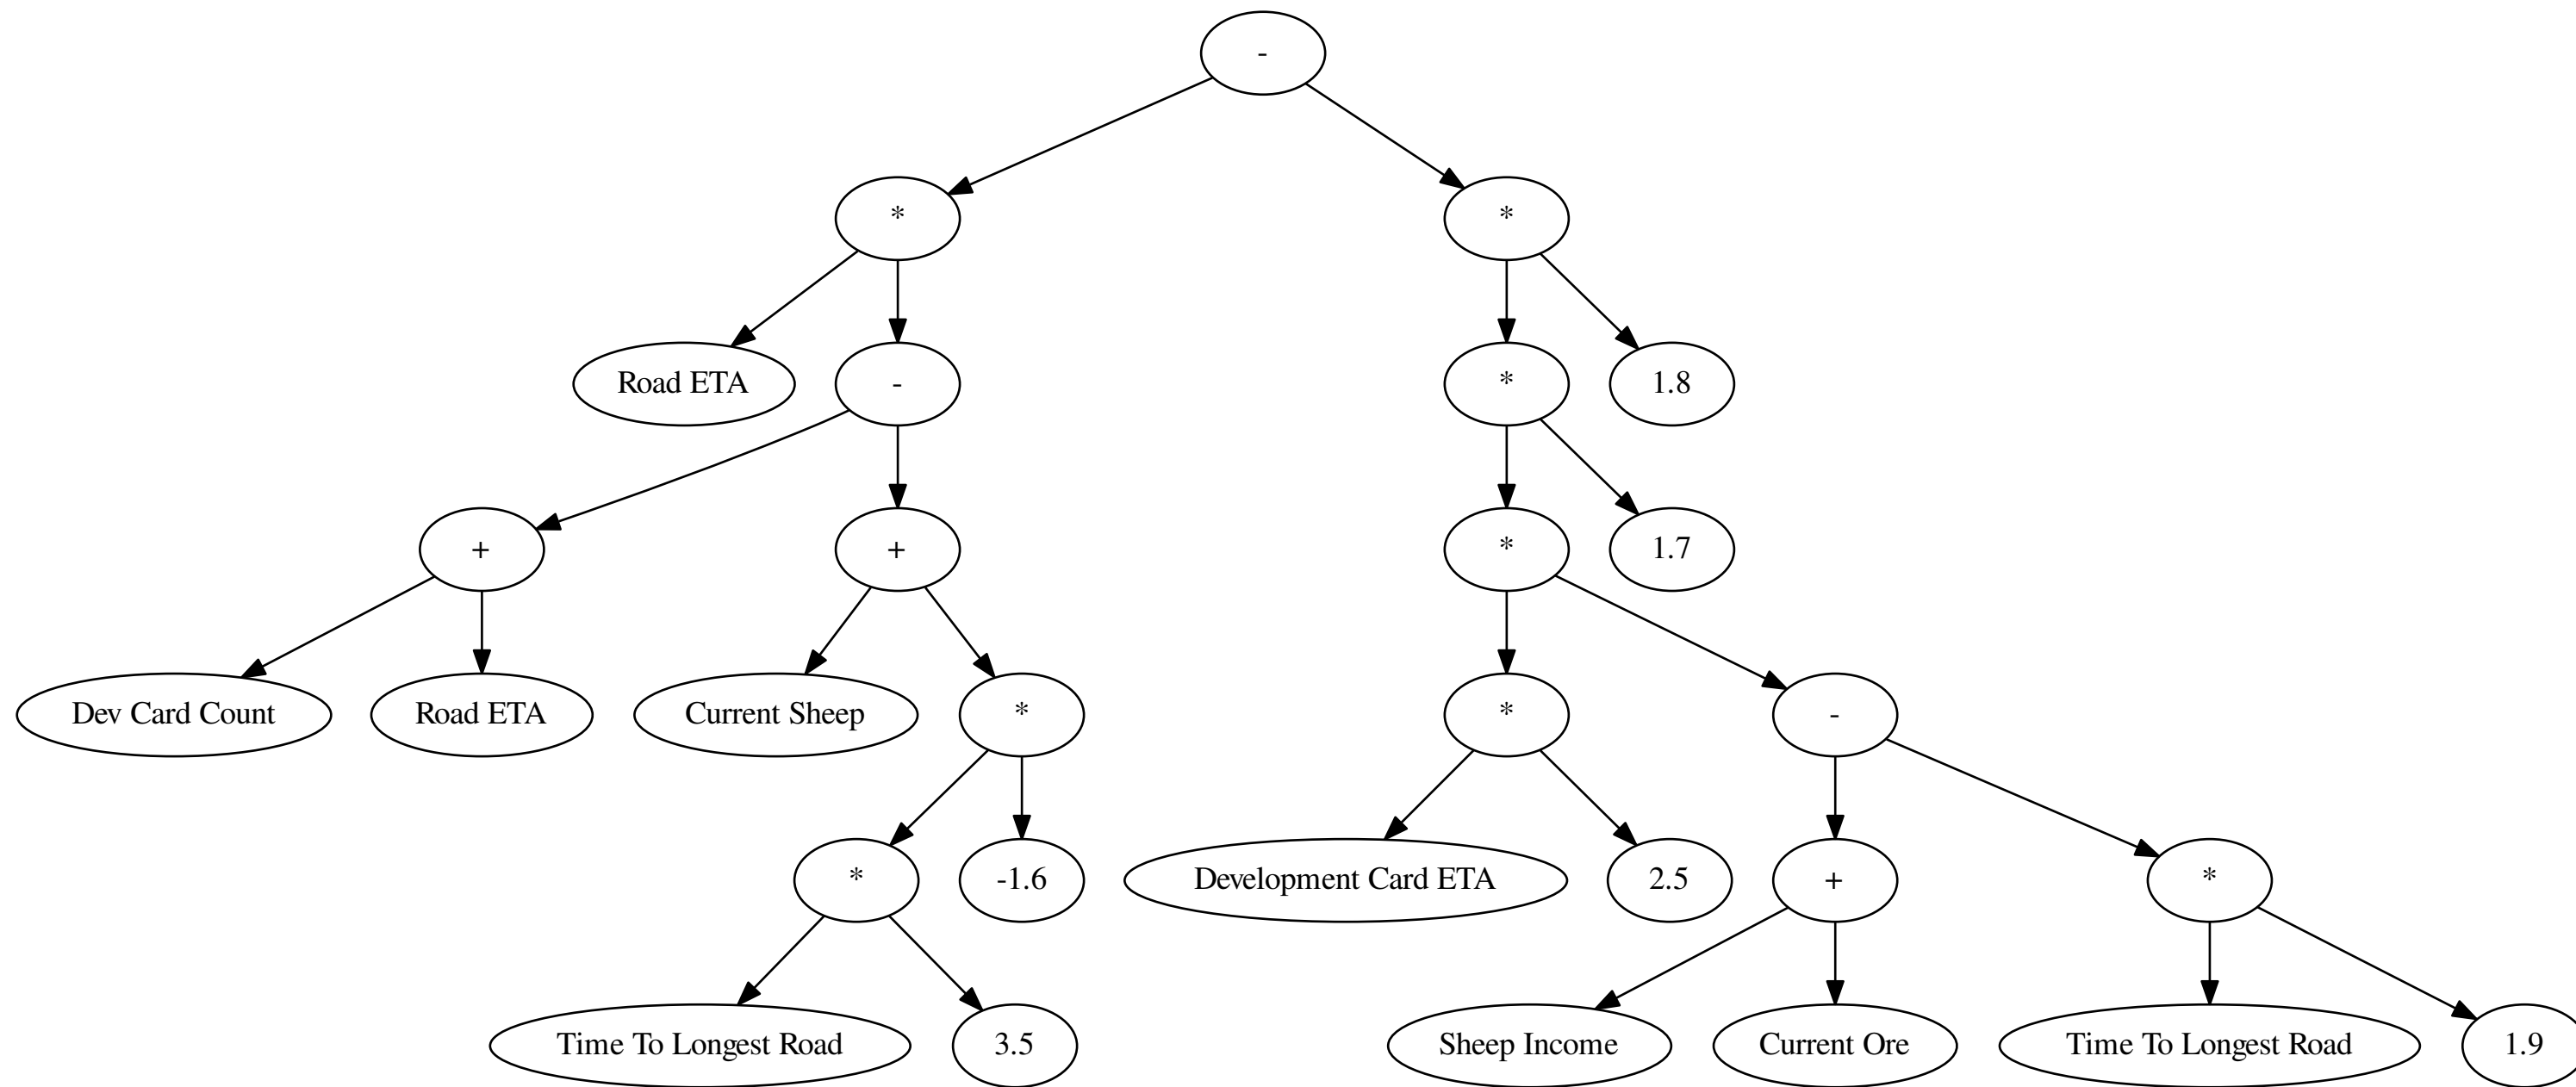 -
*
*
Road ETA
-
*
1.8
+
+
*
1.7
Dev Card Count
Road ETA
Current Sheep
*
*
-
*
-1.6
Development Card ETA
2.5
+
*
Time To Longest Road
3.5
Sheep Income
Current Ore
Time To Longest Road
1.9